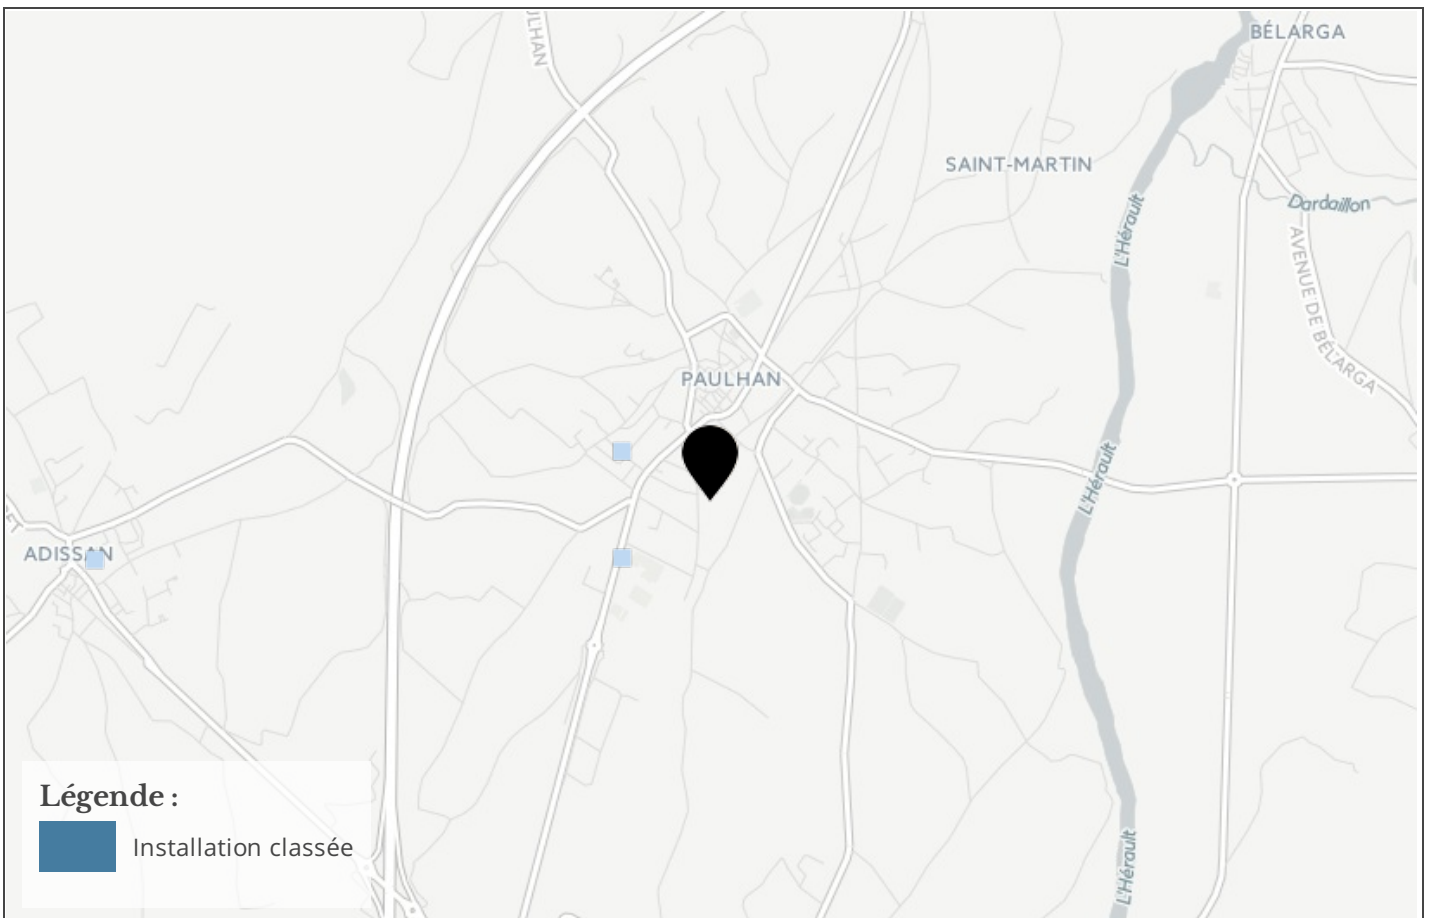 BÉLARGA
SAINT-MARTIN
L'Hérault
Dardaillon
AVENUE DE BÉLARGA
PAULHAN
L'Hérault
ADISSAN
Légende :
Installation classée
L'Hérault